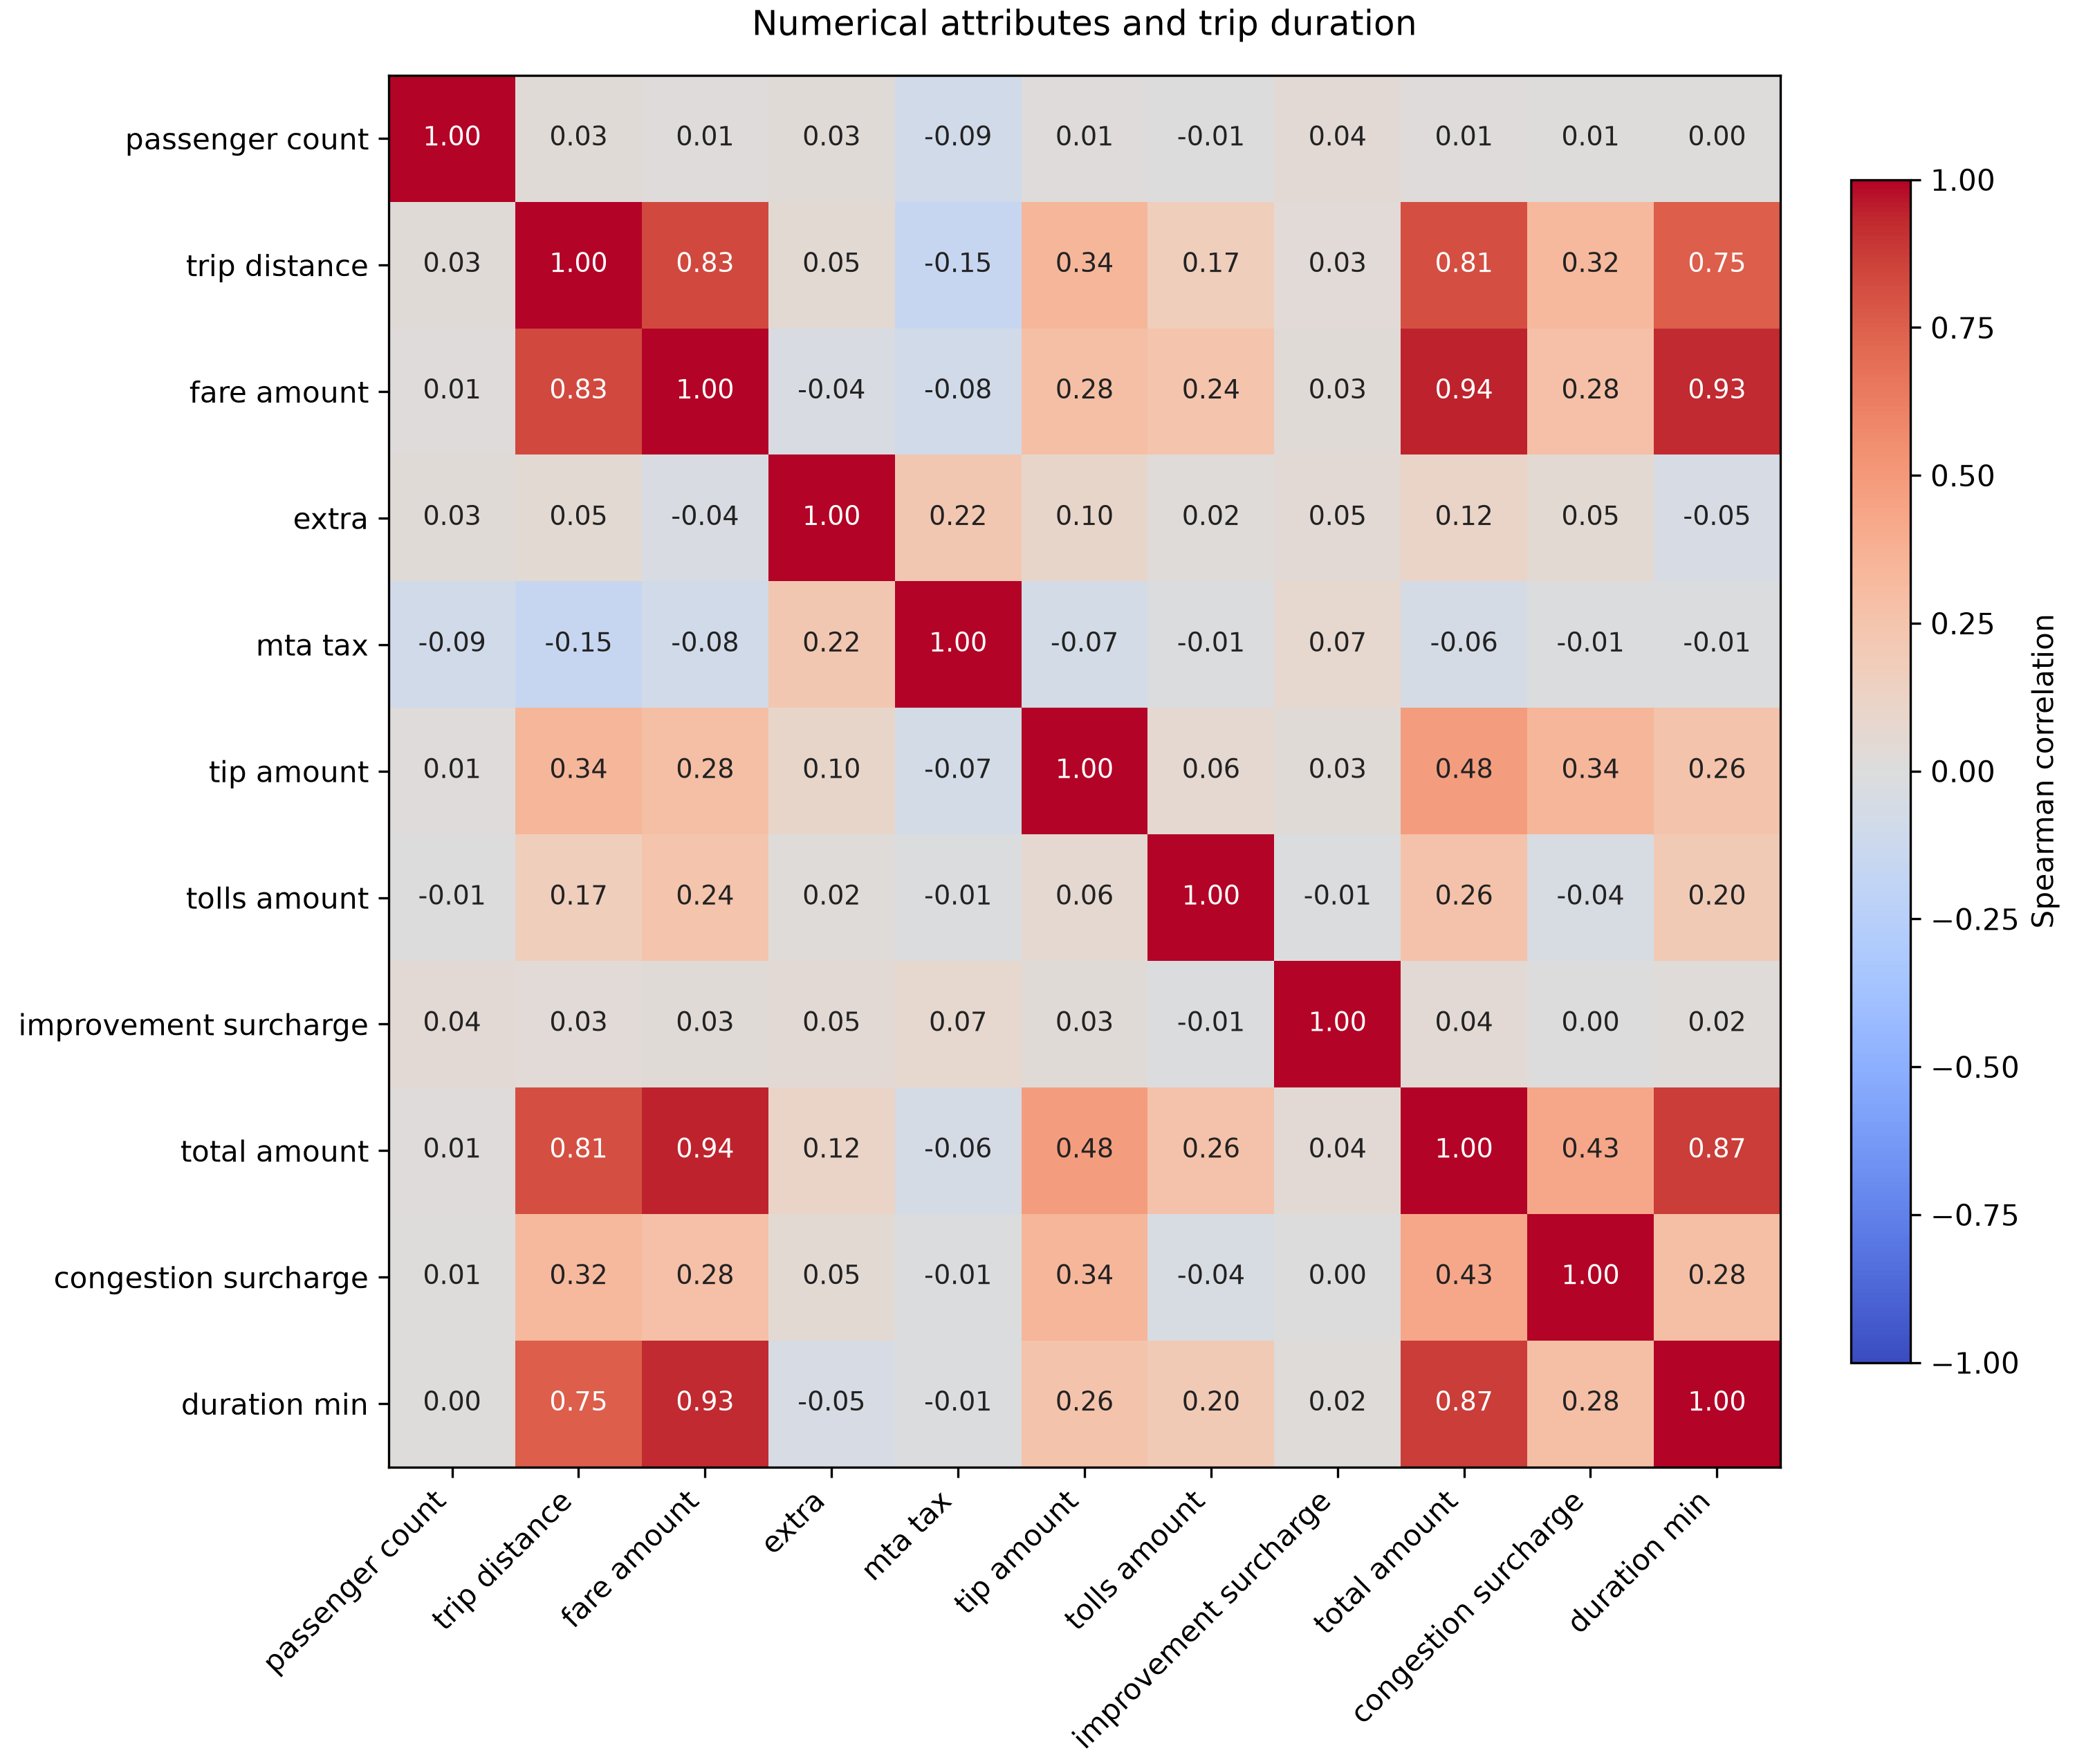 Numerical attributes and trip duration
passenger count 1.00 0.03 0.01 0.03 -0.09 0.01 -0.01 0.04 0.01 0.01 0.00
trip distance 0.03 1.00 0.83 0.05 -0.15 0.34 0.17 0.03 0.81 0.32 0.75
fare amount 0.01 0.83 1.00 -0.04 -0.08 0.28 0.24 0.03 0.94 0.28 0.93
extra 0.03 0.05 -0.04 1.00 0.22 0.10 0.02 0.05 0.12 0.05 -0.05
mta tax -0.09 -0.15 -0.08 0.22 1.00 -0.07 -0.01 0.07 -0.06 -0.01 -0.01
tip amount 0.01 0.34 0.28 0.10 -0.07 1.00 0.06 0.03 0.48 0.34 0.26
tolls amount -0.01 0.17 0.24 0.02 -0.01 0.06 1.00 -0.01 0.26 -0.04 0.20
improvement surcharge 0.04 0.03 0.03 0.05 0.07 0.03 -0.01 1.00 0.04 0.00 0.02
total amount 0.01 0.81 0.94 0.12 -0.06 0.48 0.26 0.04 1.00 0.43 0.87
congestion surcharge 0.01 0.32 0.28 0.05 -0.01 0.34 -0.04 0.00 0.43 1.00 0.28
duration min 0.00 0.75 0.93 -0.05 -0.01 0.26 0.20 0.02 0.87 0.28 1.00
passenger count
trip distance
fare amount
extra
mta tax
tip amount
tolls amount
improvement surcharge
total amount
congestion surcharge
duration min
1.00
0.75
0.50
0.25
0.00
−0.25
−0.50
−0.75
−1.00
Spearman correlation